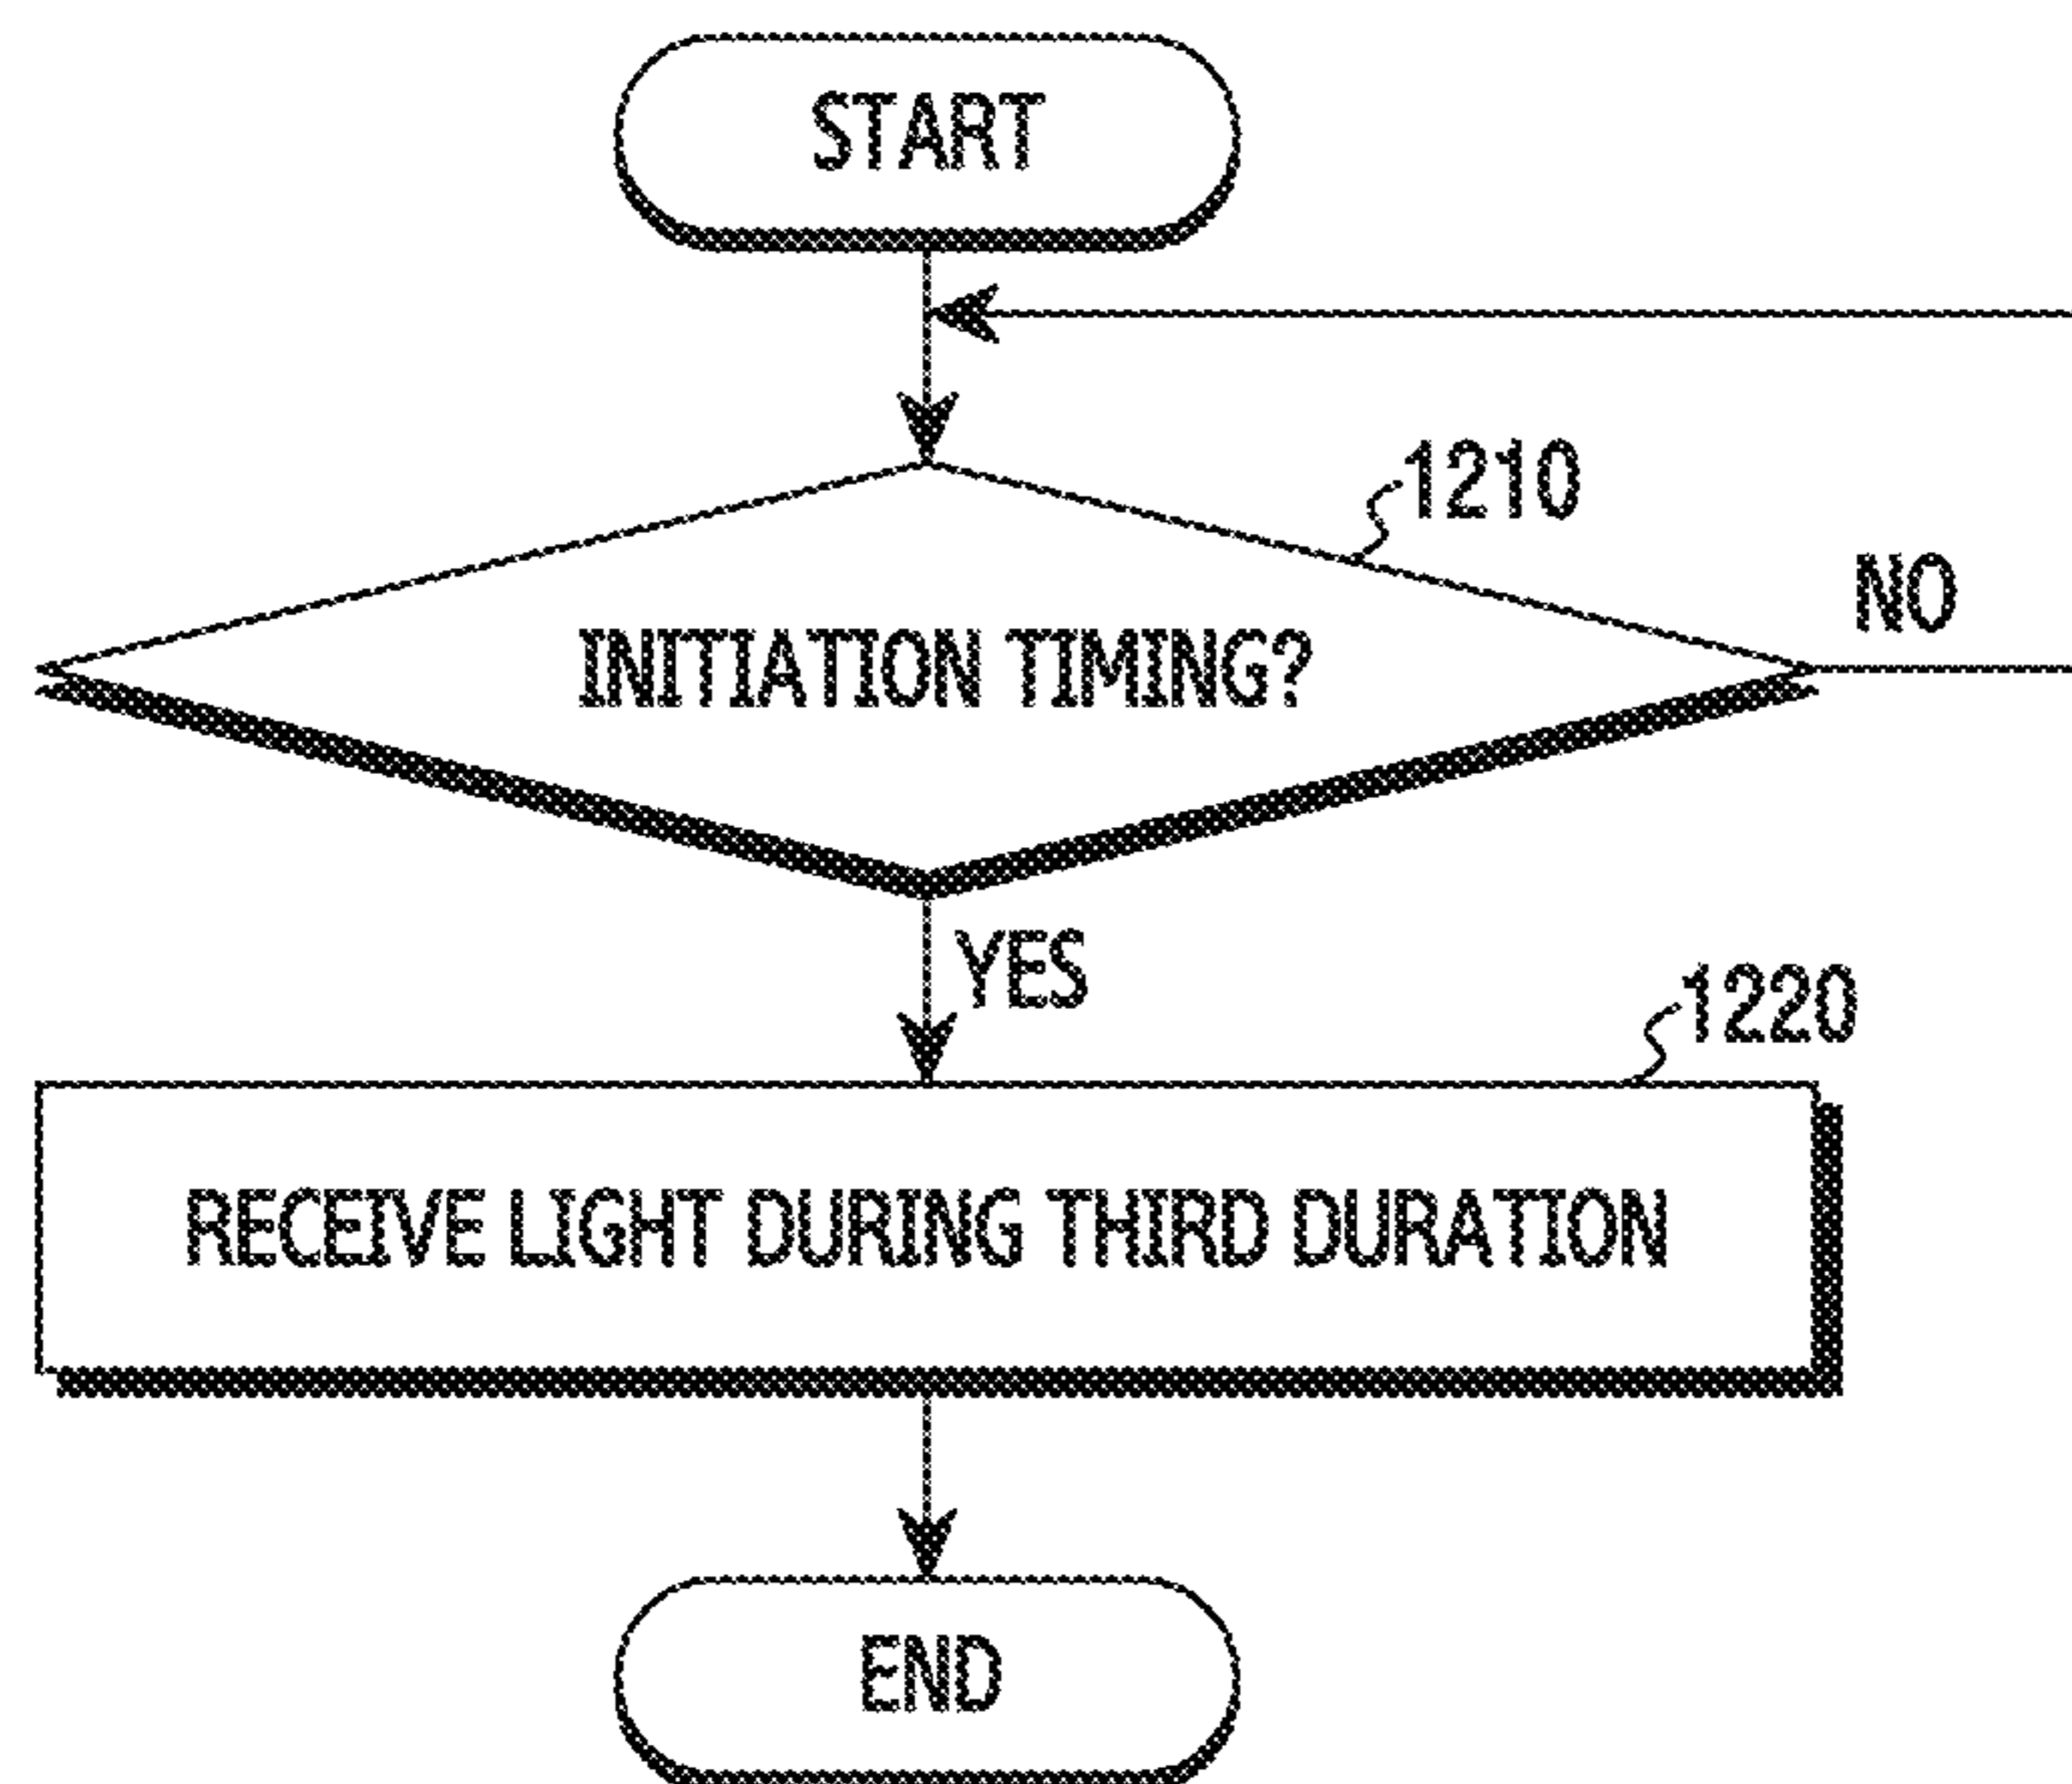 START
1210
NO
INITIATION TIMING?
YES
1220
RECEIVE LIGHT DURING THIRD DURATION
END